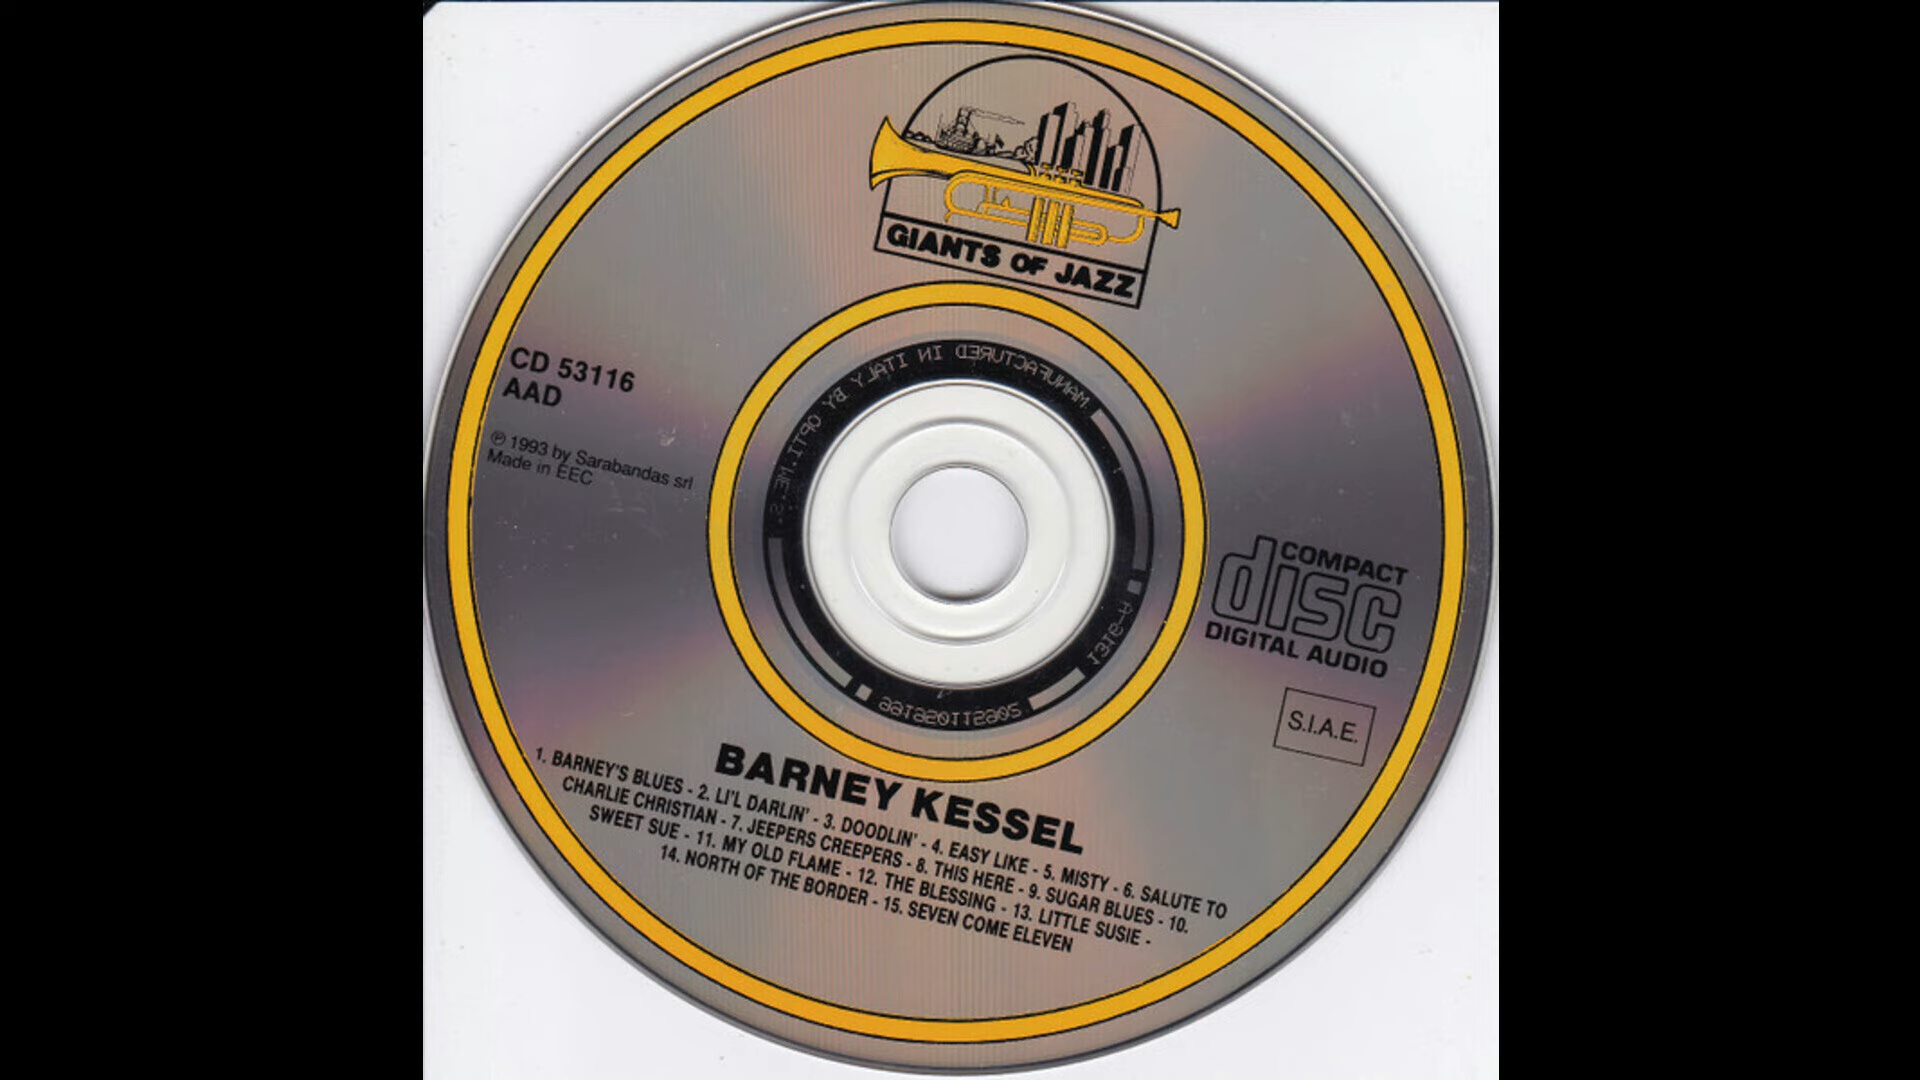 GIANTS OF JAZZ
CD 53116
AAD
℗ 1993 by Sarabandas srl
Made in EEC
MANUFACTURED IN ITALY BY OPTI.ME.S.
COMPACT
disc
DIGITAL AUDIO
S.I.A.E.
BARNEY KESSEL
1. BARNEY'S BLUES - 2. LI'L DARLIN' - 3. DOODLIN' - 4. EASY LIKE - 5. MISTY - 6. SALUTE TO
CHARLIE CHRISTIAN - 7. JEEPERS CREEPERS - 8. THIS HERE - 9. SUGAR BLUES - 10.
SWEET SUE - 11. MY OLD FLAME - 12. THE BLESSING - 13. LITTLE SUSIE -
14. NORTH OF THE BORDER - 15. SEVEN COME ELEVEN